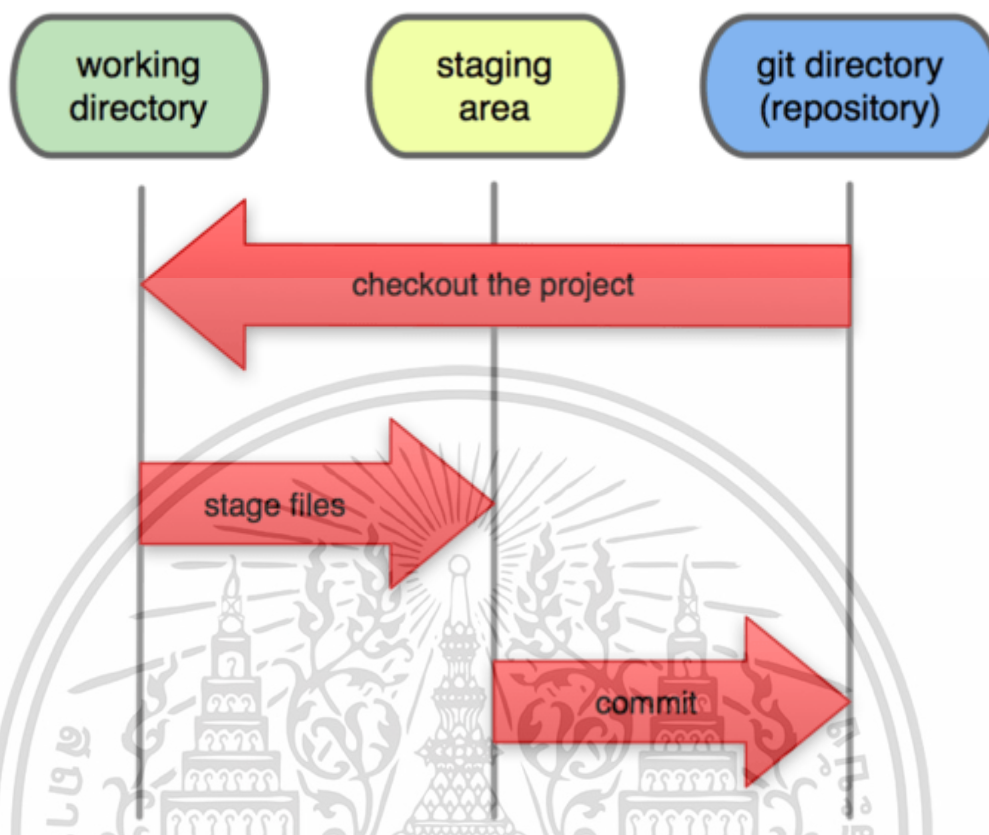 working
directory
staging
area
git directory
(repository)
checkout the project
stage files
commit